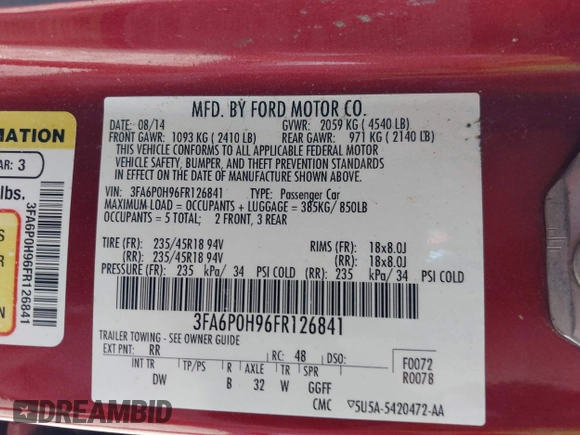 MATION
AR: 3
lbs.
S
R
ON
3FA6P0H96FR126841
MFD. BY FORD MOTOR CO.
DATE: 08/14 GVWR: 2059 KG (4540 LB)
FRONT GAWR: 1093 KG (2410 LB) REAR GAWR: 971 KG (2140 LB)
THIS VEHICLE CONFORMS TO ALL APPLICABLE FEDERAL MOTOR
VEHICLE SAFETY, BUMPER, AND THEFT PREVENTION STANDARDS
IN EFFECT ON THE DATE OF MANUFACTURE SHOWN ABOVE.
VIN: 3FA6P0H96FR126841 TYPE: Passenger Car
MAXIMUM LOAD = OCCUPANTS + LUGGAGE = 385KG/ 850LB
OCCUPANTS = 5 TOTAL; 2 FRONT, 3 REAR
TIRE (FR): 235/45R18 94V RIMS (FR): 18x8.0J
(RR): 235/45R18 94V (RR): 18x8.0J
PRESSURE (FR): 235 kPa/ 34 PSI COLD (RR): 235 kPa/ 34 PSI COLD
3FA6P0H96FR126841
TRAILER TOWING - SEE OWNER GUIDE
EXT PNT: RR RC: 48 DSO: F0072
INT TR TP/PS R AXLE TR SPR R0078
DW B 32 W GGFF
CMC ▽5U5A-5420472-AA
DREAMBID